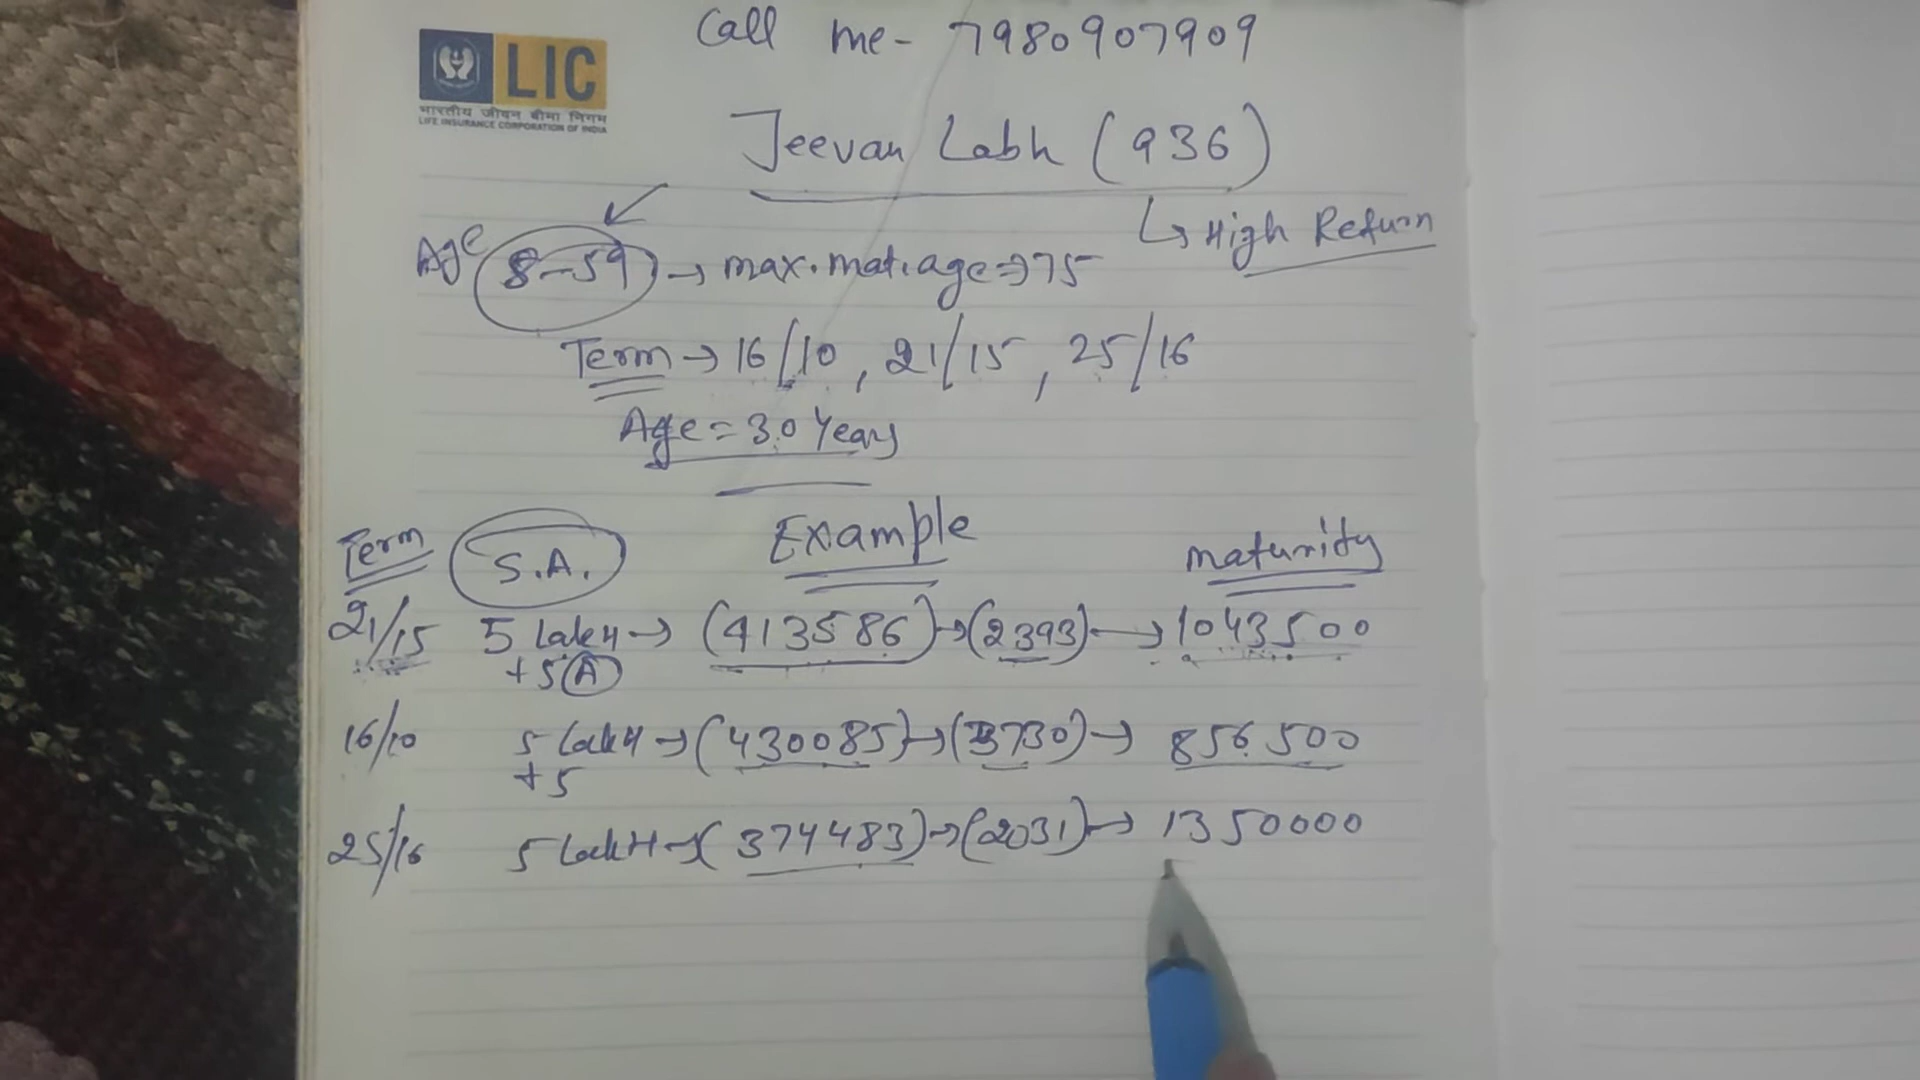 Call me- 7980907909
LIC
भारतीय जीवन बीमा निगम
LIFE INSURANCE CORPORATION OF INDIA
Jeevan Labh (936)
↳ High Return
Age 8-59 → max. mat. age ⇒ 75
Term → 16/10, 21/15, 25/16
Age = 30 Years
Term S.A. Example maturity
21/15 5 Lakh → (413586) → (2393) → 1043500
+5 (A)
16/10 5 Lakh → (430085) → (3730) → 856500
+5
25/16 5 Lakh → (374483) → (2031) → 1350000